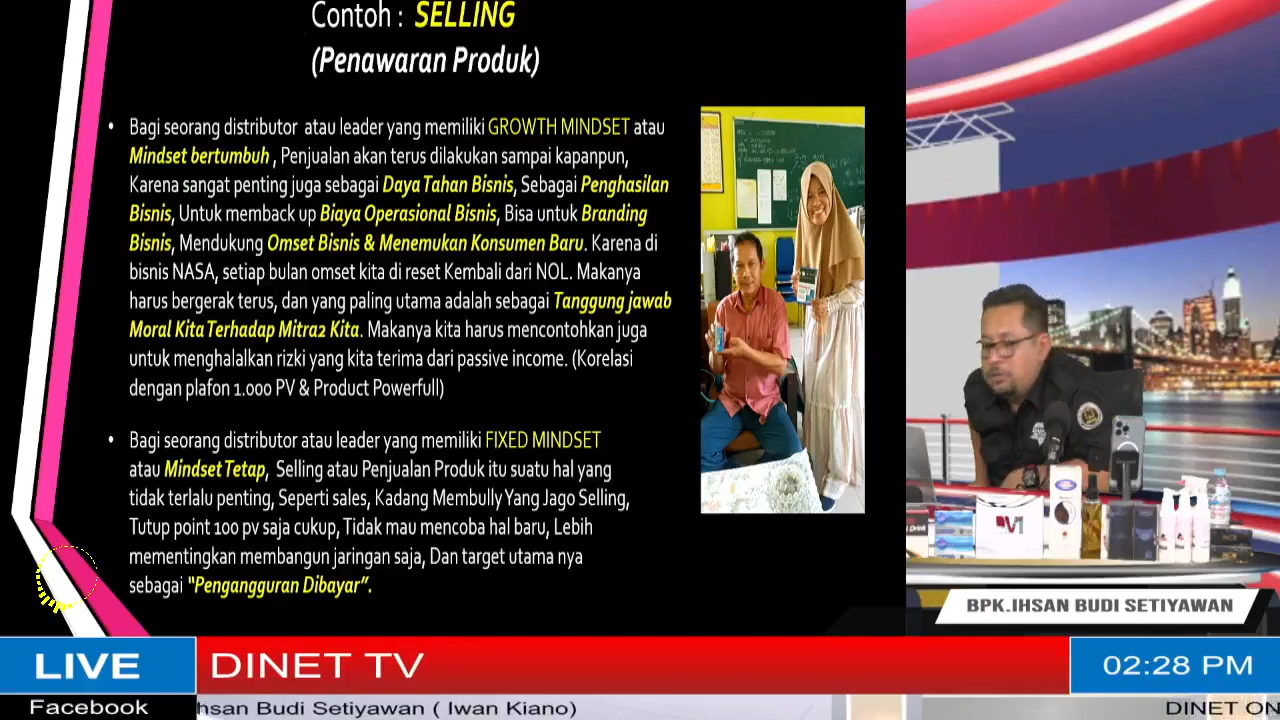 Contoh : SELLING
(Penawaran Produk)
• Bagi seorang distributor atau leader yang memiliki GROWTH MINDSET atau
Mindset bertumbuh , Penjualan akan terus dilakukan sampai kapanpun,
Karena sangat penting juga sebagai Daya Tahan Bisnis, Sebagai Penghasilan
Bisnis, Untuk memback up Biaya Operasional Bisnis, Bisa untuk Branding
Bisnis, Mendukung Omset Bisnis & Menemukan Konsumen Baru. Karena di
bisnis NASA, setiap bulan omset kita di reset Kembali dari NOL. Makanya
harus bergerak terus, dan yang paling utama adalah sebagai Tanggung jawab
Moral Kita Terhadap Mitra2 Kita. Makanya kita harus mencontohkan juga
untuk menghalalkan rizki yang kita terima dari passive income. (Korelasi
dengan plafon 1.000 PV & Product Powerfull)
• Bagi seorang distributor atau leader yang memiliki FIXED MINDSET
atau Mindset Tetap, Selling atau Penjualan Produk itu suatu hal yang
tidak terlalu penting, Seperti sales, Kadang Membully Yang Jago Selling,
Tutup point 100 pv saja cukup, Tidak mau mencoba hal baru, Lebih
mementingkan membangun jaringan saja, Dan target utama nya
sebagai “Pengangguran Dibayar”.
BPK.IHSAN BUDI SETIYAWAN
LIVE
DINET TV
02:28 PM
Facebook
hsan Budi Setiyawan ( Iwan Kiano)
DINET ON